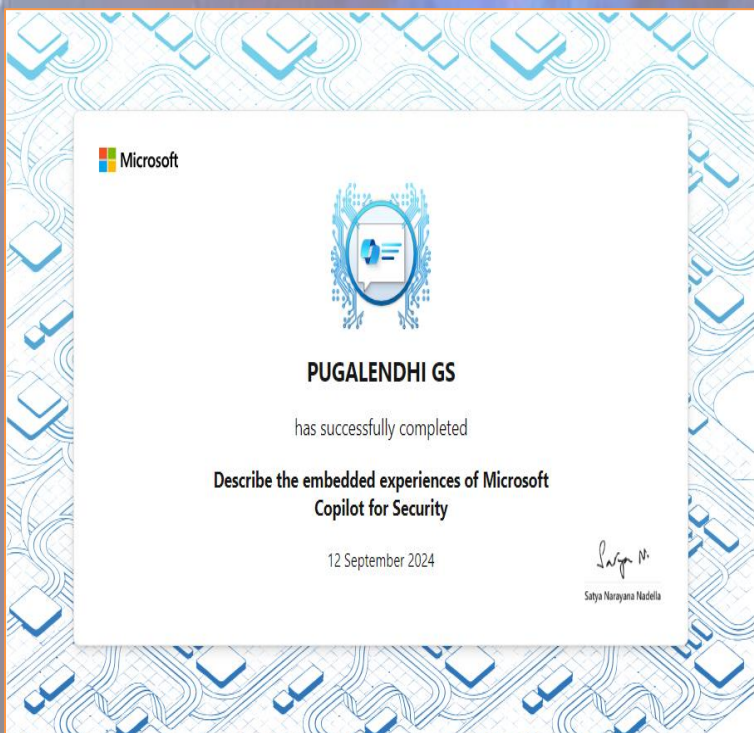 Microsoft
PUGALENDHI GS
has successfully completed
Describe the embedded experiences of Microsoft
Copilot for Security
12 September 2024
Satya N.
Satya Narayana Nadella